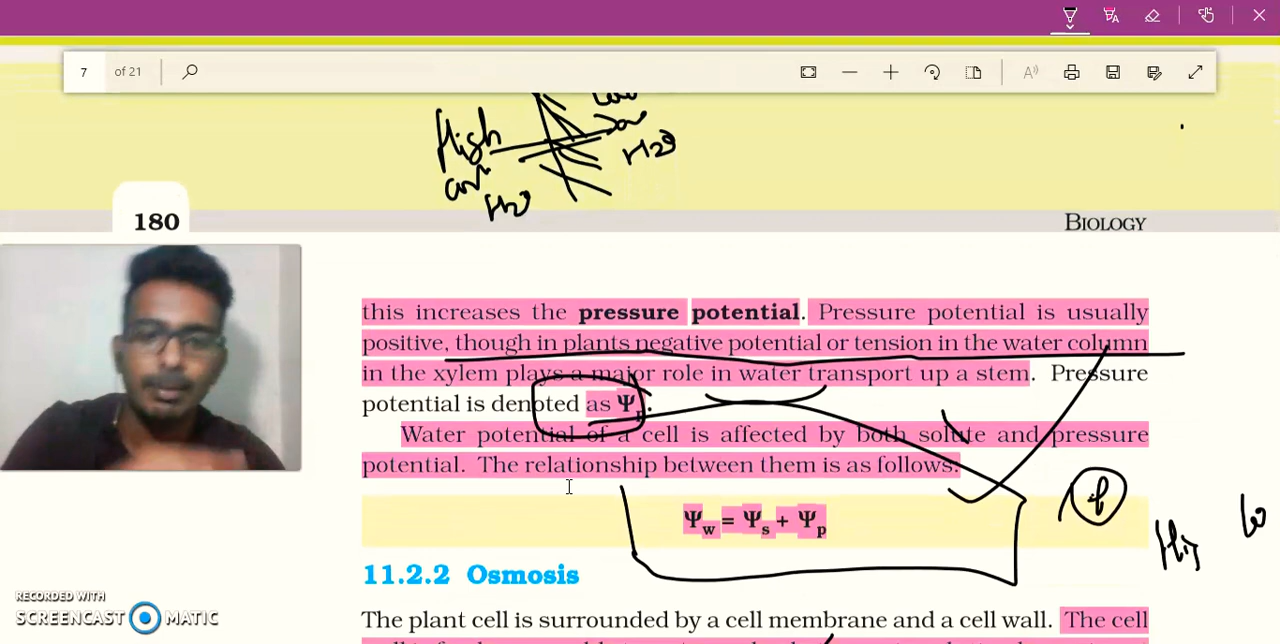 7 of 21
High
H20
H20
180
BIOLOGY
this increases the pressure potential. Pressure potential is usually
positive, though in plants negative potential or tension in the water column
in the xylem plays a major role in water transport up a stem. Pressure
potential is denoted as Ψp.
Water potential of a cell is affected by both solute and pressure
potential. The relationship between them is as follows:
Ψw = Ψs + Ψp
11.2.2 Osmosis
The plant cell is surrounded by a cell membrane and a cell wall. The cell
RECORDED WITH
SCREENCAST MATIC